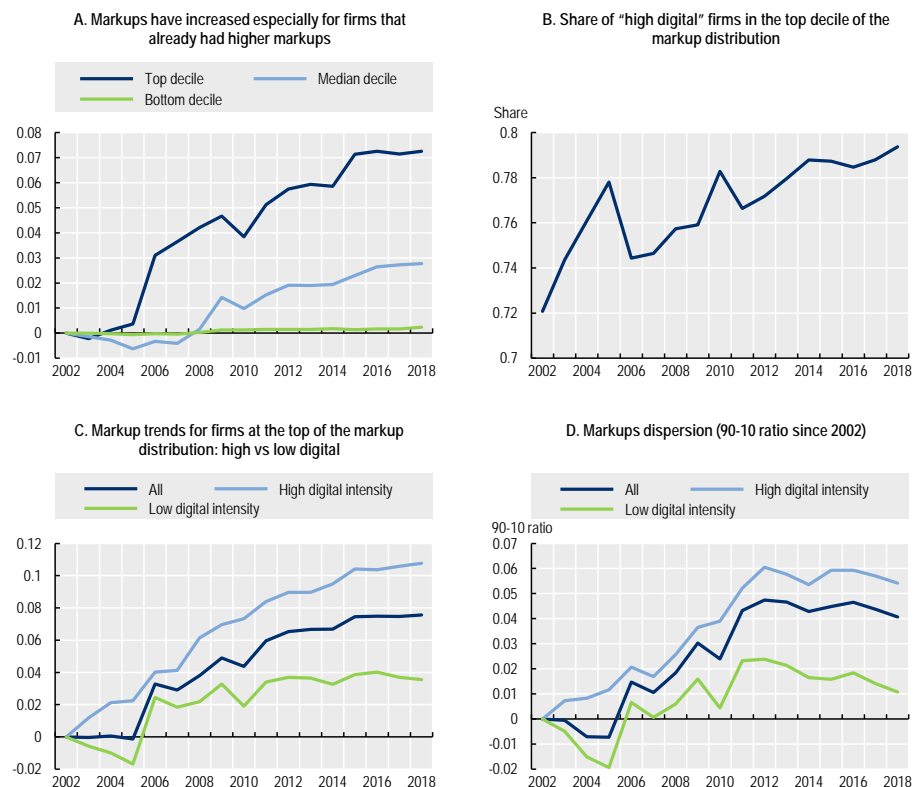 A. Markups have increased especially for firms that
already had higher markups
Top decile
Median decile
Bottom decile
0.08
0.07
0.06
0.05
0.04
0.03
0.02
0.01
0
-0.01
2002 2004 2006 2008 2010 2012 2014 2016 2018
B. Share of “high digital” firms in the top decile of the
markup distribution
Share
0.8
0.78
0.76
0.74
0.72
0.7
2002 2004 2006 2008 2010 2012 2014 2016 2018
C. Markup trends for firms at the top of the markup
distribution: high vs low digital
All
High digital intensity
Low digital intensity
0.12
0.1
0.08
0.06
0.04
0.02
0
-0.02
2002 2004 2006 2008 2010 2012 2014 2016 2018
D. Markups dispersion (90-10 ratio since 2002)
All
High digital intensity
Low digital intensity
90-10 ratio
0.07
0.06
0.05
0.04
0.03
0.02
0.01
0
-0.01
-0.02
2002 2004 2006 2008 2010 2012 2014 2016 2018